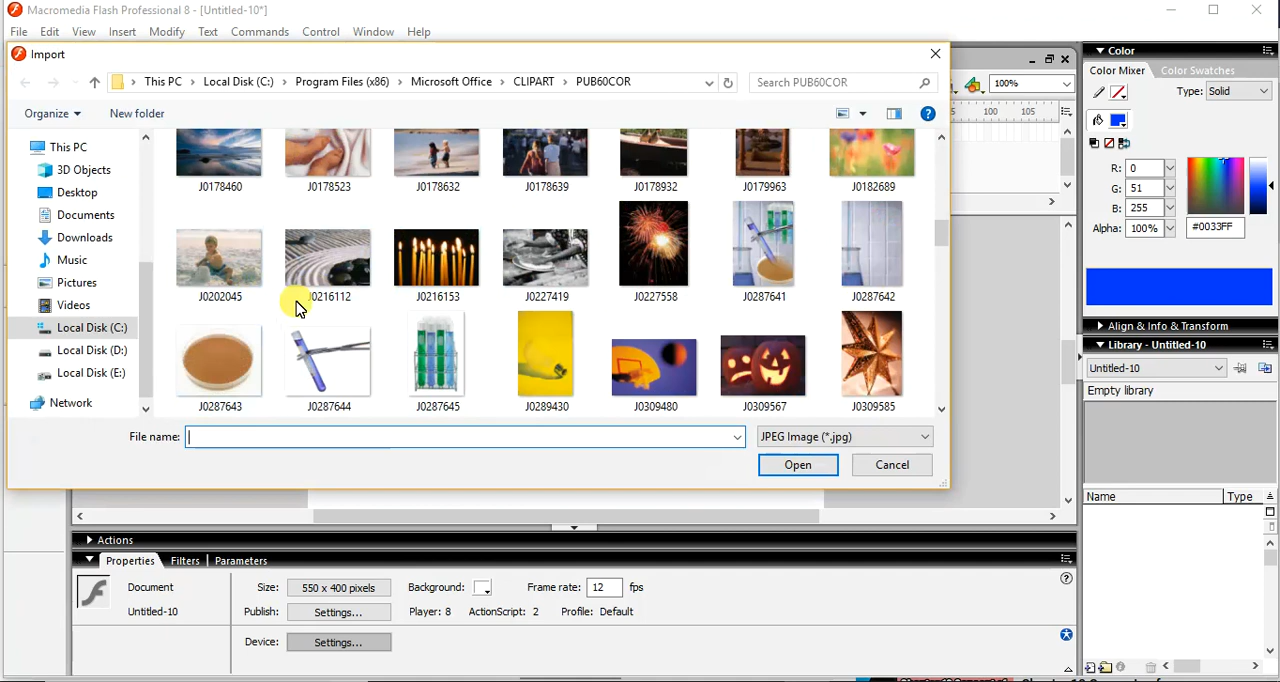 Macromedia Flash Professional 8 - [Untitled-10*]
File Edit View Insert Modify Text Commands Control Window Help
Import
This PC > Local Disk (C:) > Program Files (x86) > Microsoft Office > CLIPART > PUB60COR
Search PUB60COR
Organize
New folder
This PC
3D Objects
Desktop
Documents
Downloads
Music
Pictures
Videos
Local Disk (C:)
Local Disk (D:)
Local Disk (E:)
Network
J0178460 J0178523 J0178632 J0178639 J0178932 J0179963 J0182689
J0202045 J0216112 J0216153 J0227419 J0227558 J0287641 J0287642
J0287643 J0287644 J0287645 J0289430 J0309480 J0309567 J0309585
File name:
JPEG Image (*.jpg)
Open
Cancel
100%
100 105
Color
Color Mixer
Color Swatches
Type: Solid
R: 0
G: 51
B: 255
Alpha: 100%
#0033FF
Align & Info & Transform
Library - Untitled-10
Untitled-10
Empty library
Name Type
Actions
Properties Filters Parameters
Document
Untitled-10
Size: 550 x 400 pixels
Background:
Frame rate: 12 fps
Publish: Settings...
Player: 8 ActionScript: 2 Profile: Default
Device: Settings...